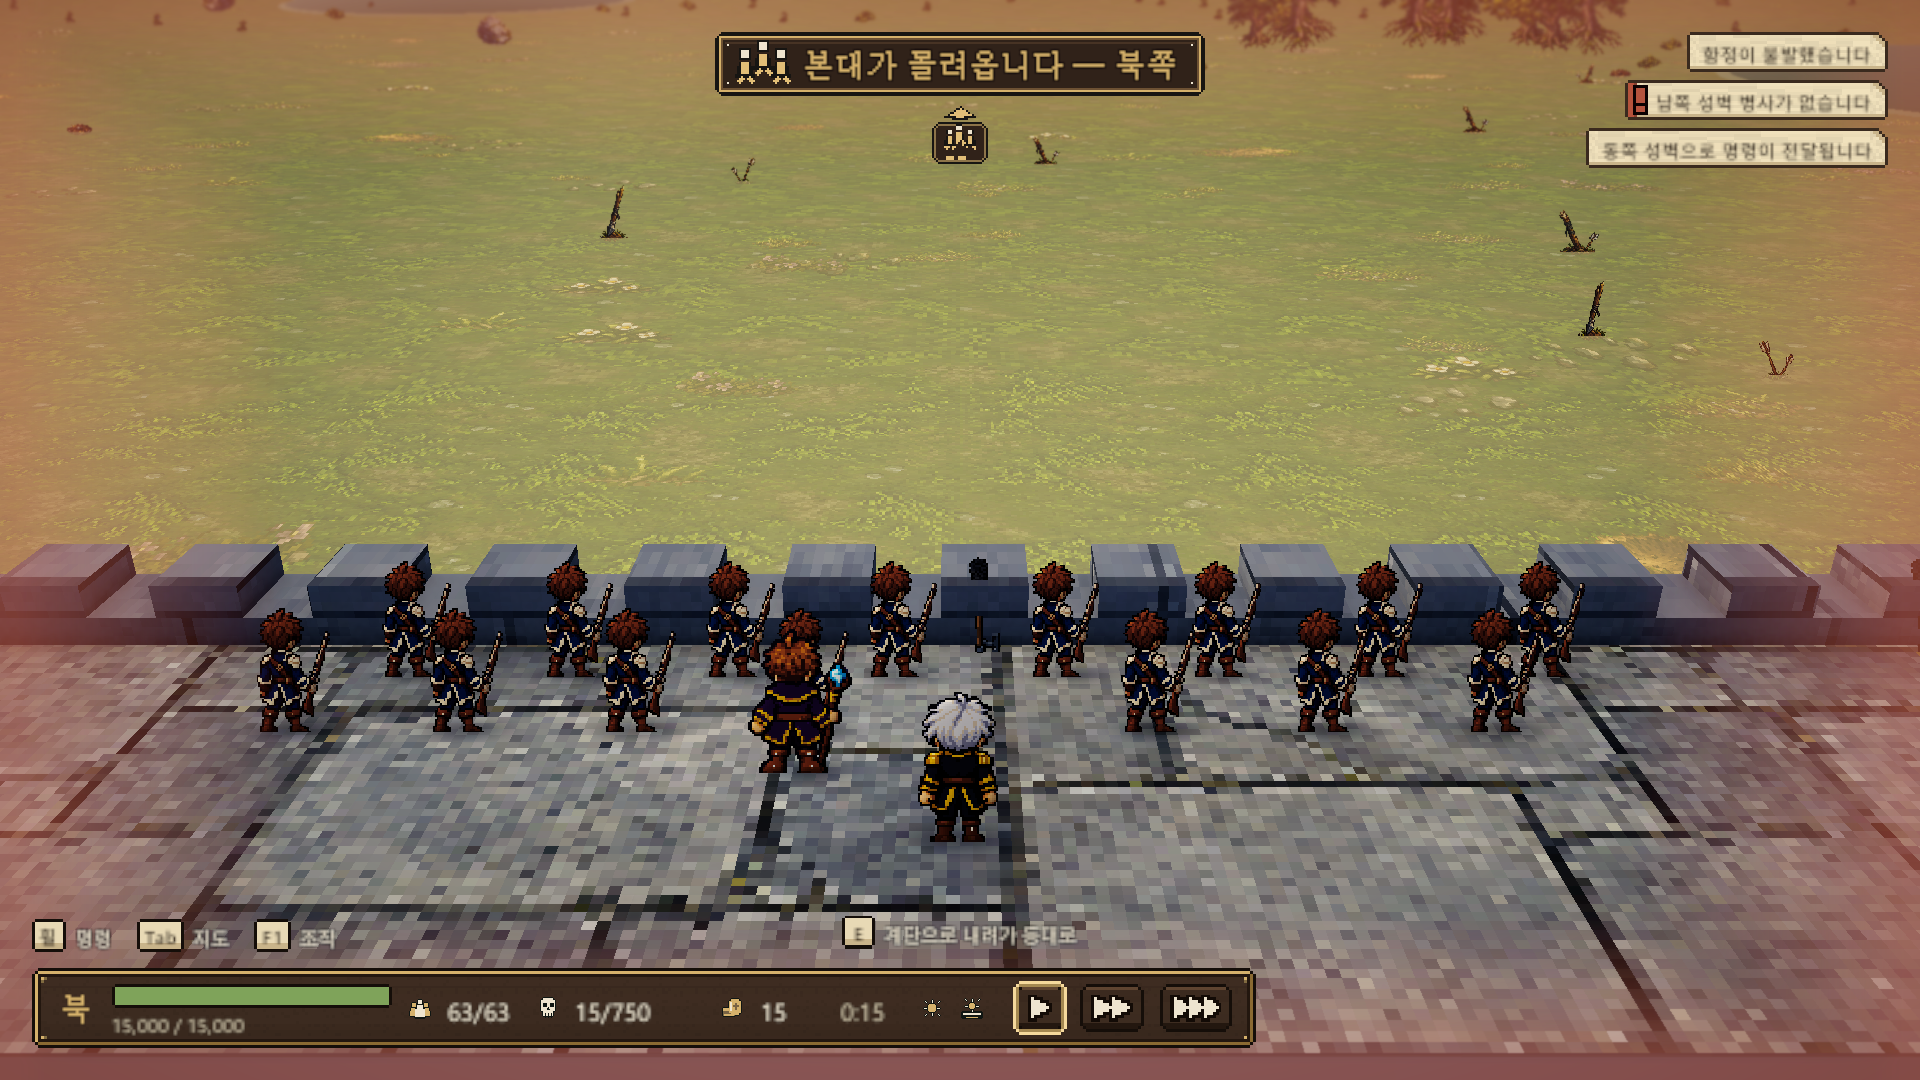 본대가 몰려옵니다 — 북쪽
함정이 불발했습니다
남쪽 성벽 병사가 없습니다
동쪽 성벽으로 명령이 전달됩니다
휠 명령 Tab 지도 F1 조작
E 계단으로 내려가 등대로
북
15,000 / 15,000
63/63 15/750 15 0:15